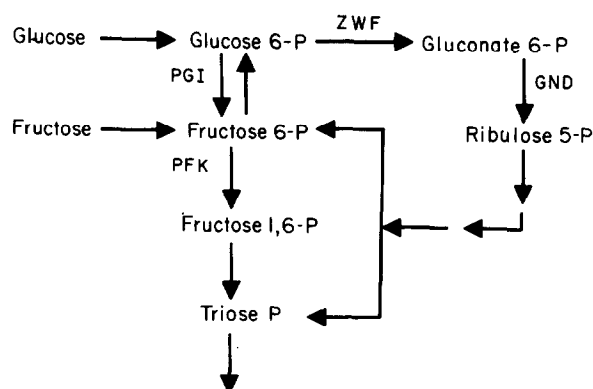 Glucose Glucose 6-P ZWF Gluconate 6-P
PGI GND
Fructose Fructose 6-P Ribulose 5-P
PFK
Fructose 1,6-P
Triose P